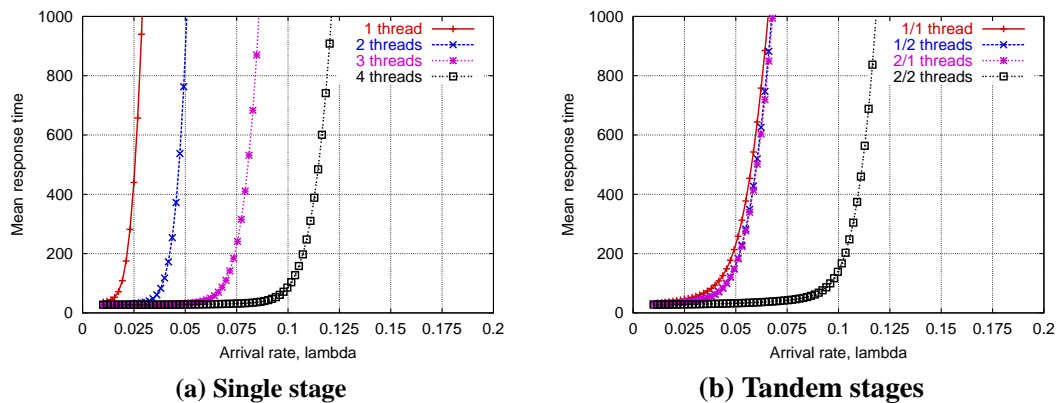 1000
800
600
400
200
0
Mean response time
1 thread
2 threads
3 threads
4 threads
0 0.025 0.05 0.075 0.1 0.125 0.15 0.175 0.2
Arrival rate, lambda
(a) Single stage
1000
800
600
400
200
0
Mean response time
1/1 thread
1/2 threads
2/1 threads
2/2 threads
0 0.025 0.05 0.075 0.1 0.125 0.15 0.175 0.2
Arrival rate, lambda
(b) Tandem stages